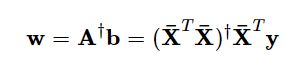 w = A†b = (X̄ᵀX̄)†X̄ᵀy